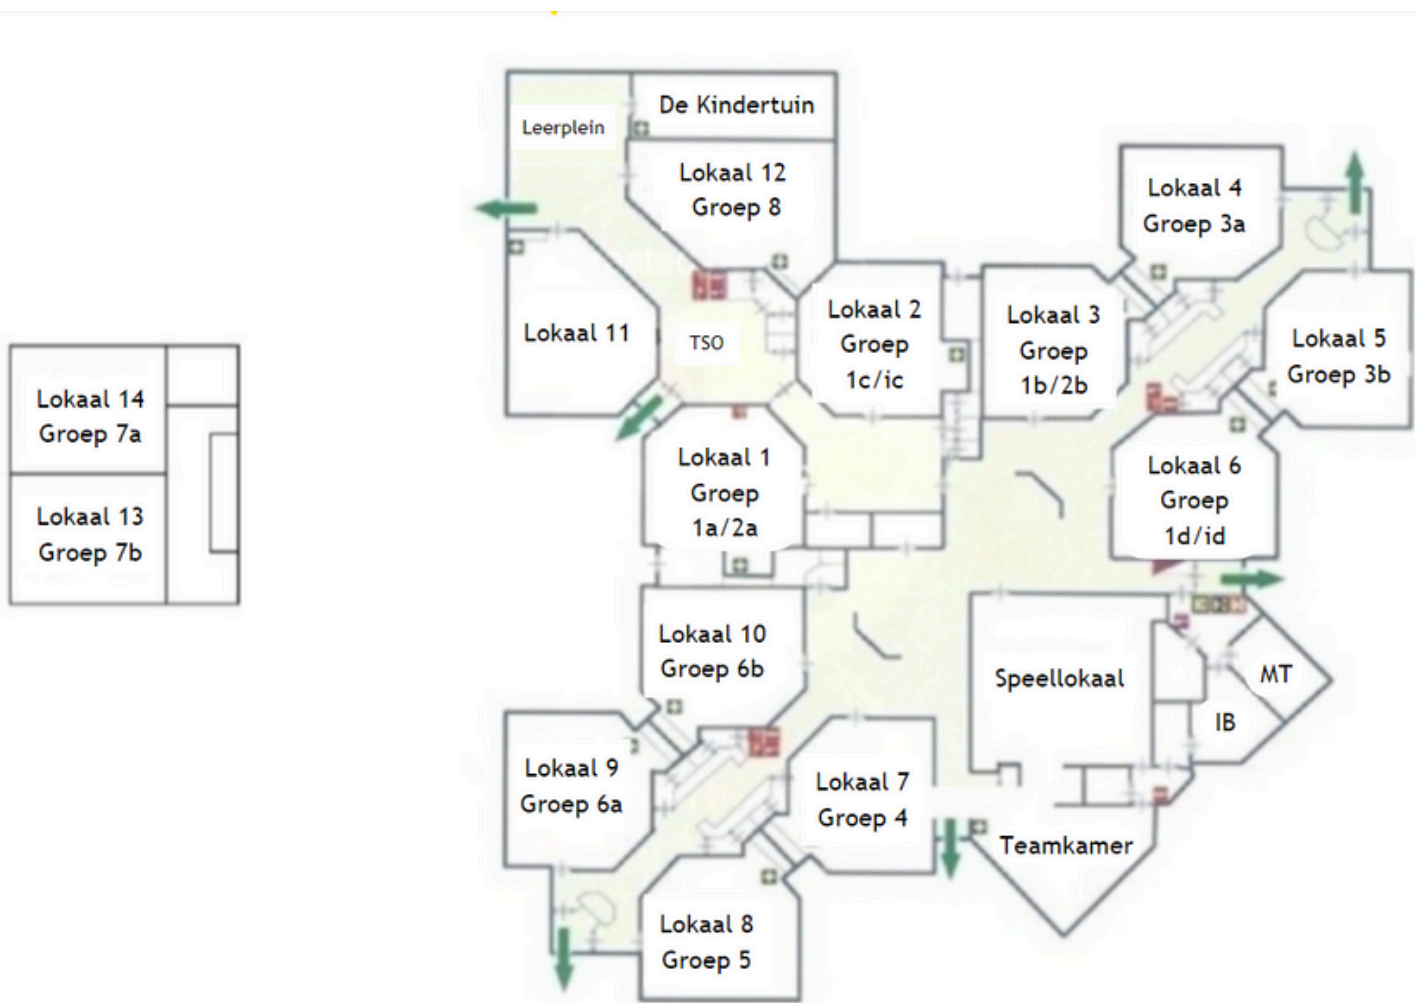 De Kindertuin
Leerplein
Lokaal 12
Groep 8
Lokaal 4
Groep 3a
Lokaal 11
TSO
Lokaal 2
Groep
1c/ic
Lokaal 3
Groep
1b/2b
Lokaal 5
Groep 3b
Lokaal 14
Groep 7a
Lokaal 13
Groep 7b
Lokaal 1
Groep
1a/2a
Lokaal 6
Groep
1d/id
Lokaal 10
Groep 6b
Speellokaal
MT
IB
Lokaal 9
Groep 6a
Lokaal 7
Groep 4
Teamkamer
Lokaal 8
Groep 5